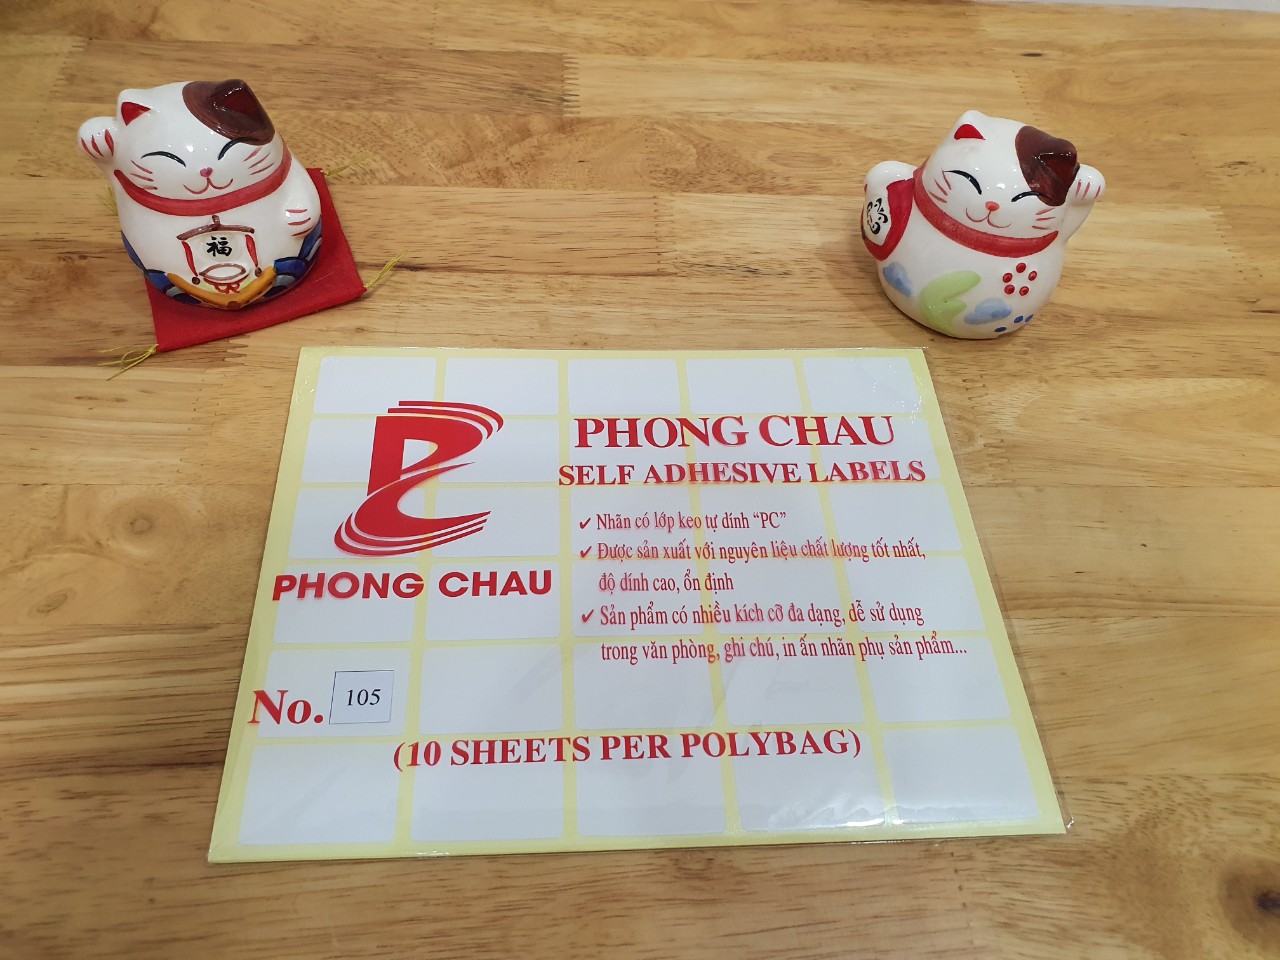 福
PHONG CHAU
PHONG CHAU
SELF ADHESIVE LABELS
✓ Nhãn có lớp keo tự dính “PC”
✓ Được sản xuất với nguyên liệu chất lượng tốt nhất,
độ dính cao, ổn định
✓ Sản phẩm có nhiều kích cỡ đa dạng, dễ sử dụng
trong văn phòng, ghi chú, in ấn nhãn phụ sản phẩm...
No. 105
(10 SHEETS PER POLYBAG)